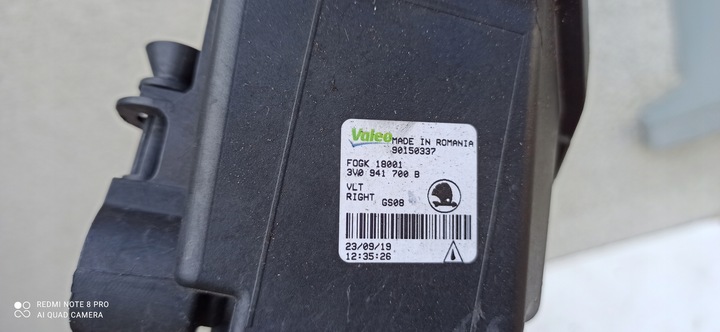 Valeo MADE IN ROMANIA
90150337
FOGK 18001
3V0 941 700 B
VLT
RIGHT GS08
23/09/19
12:35:26
REDMI NOTE 8 PRO
AI QUAD CAMERA